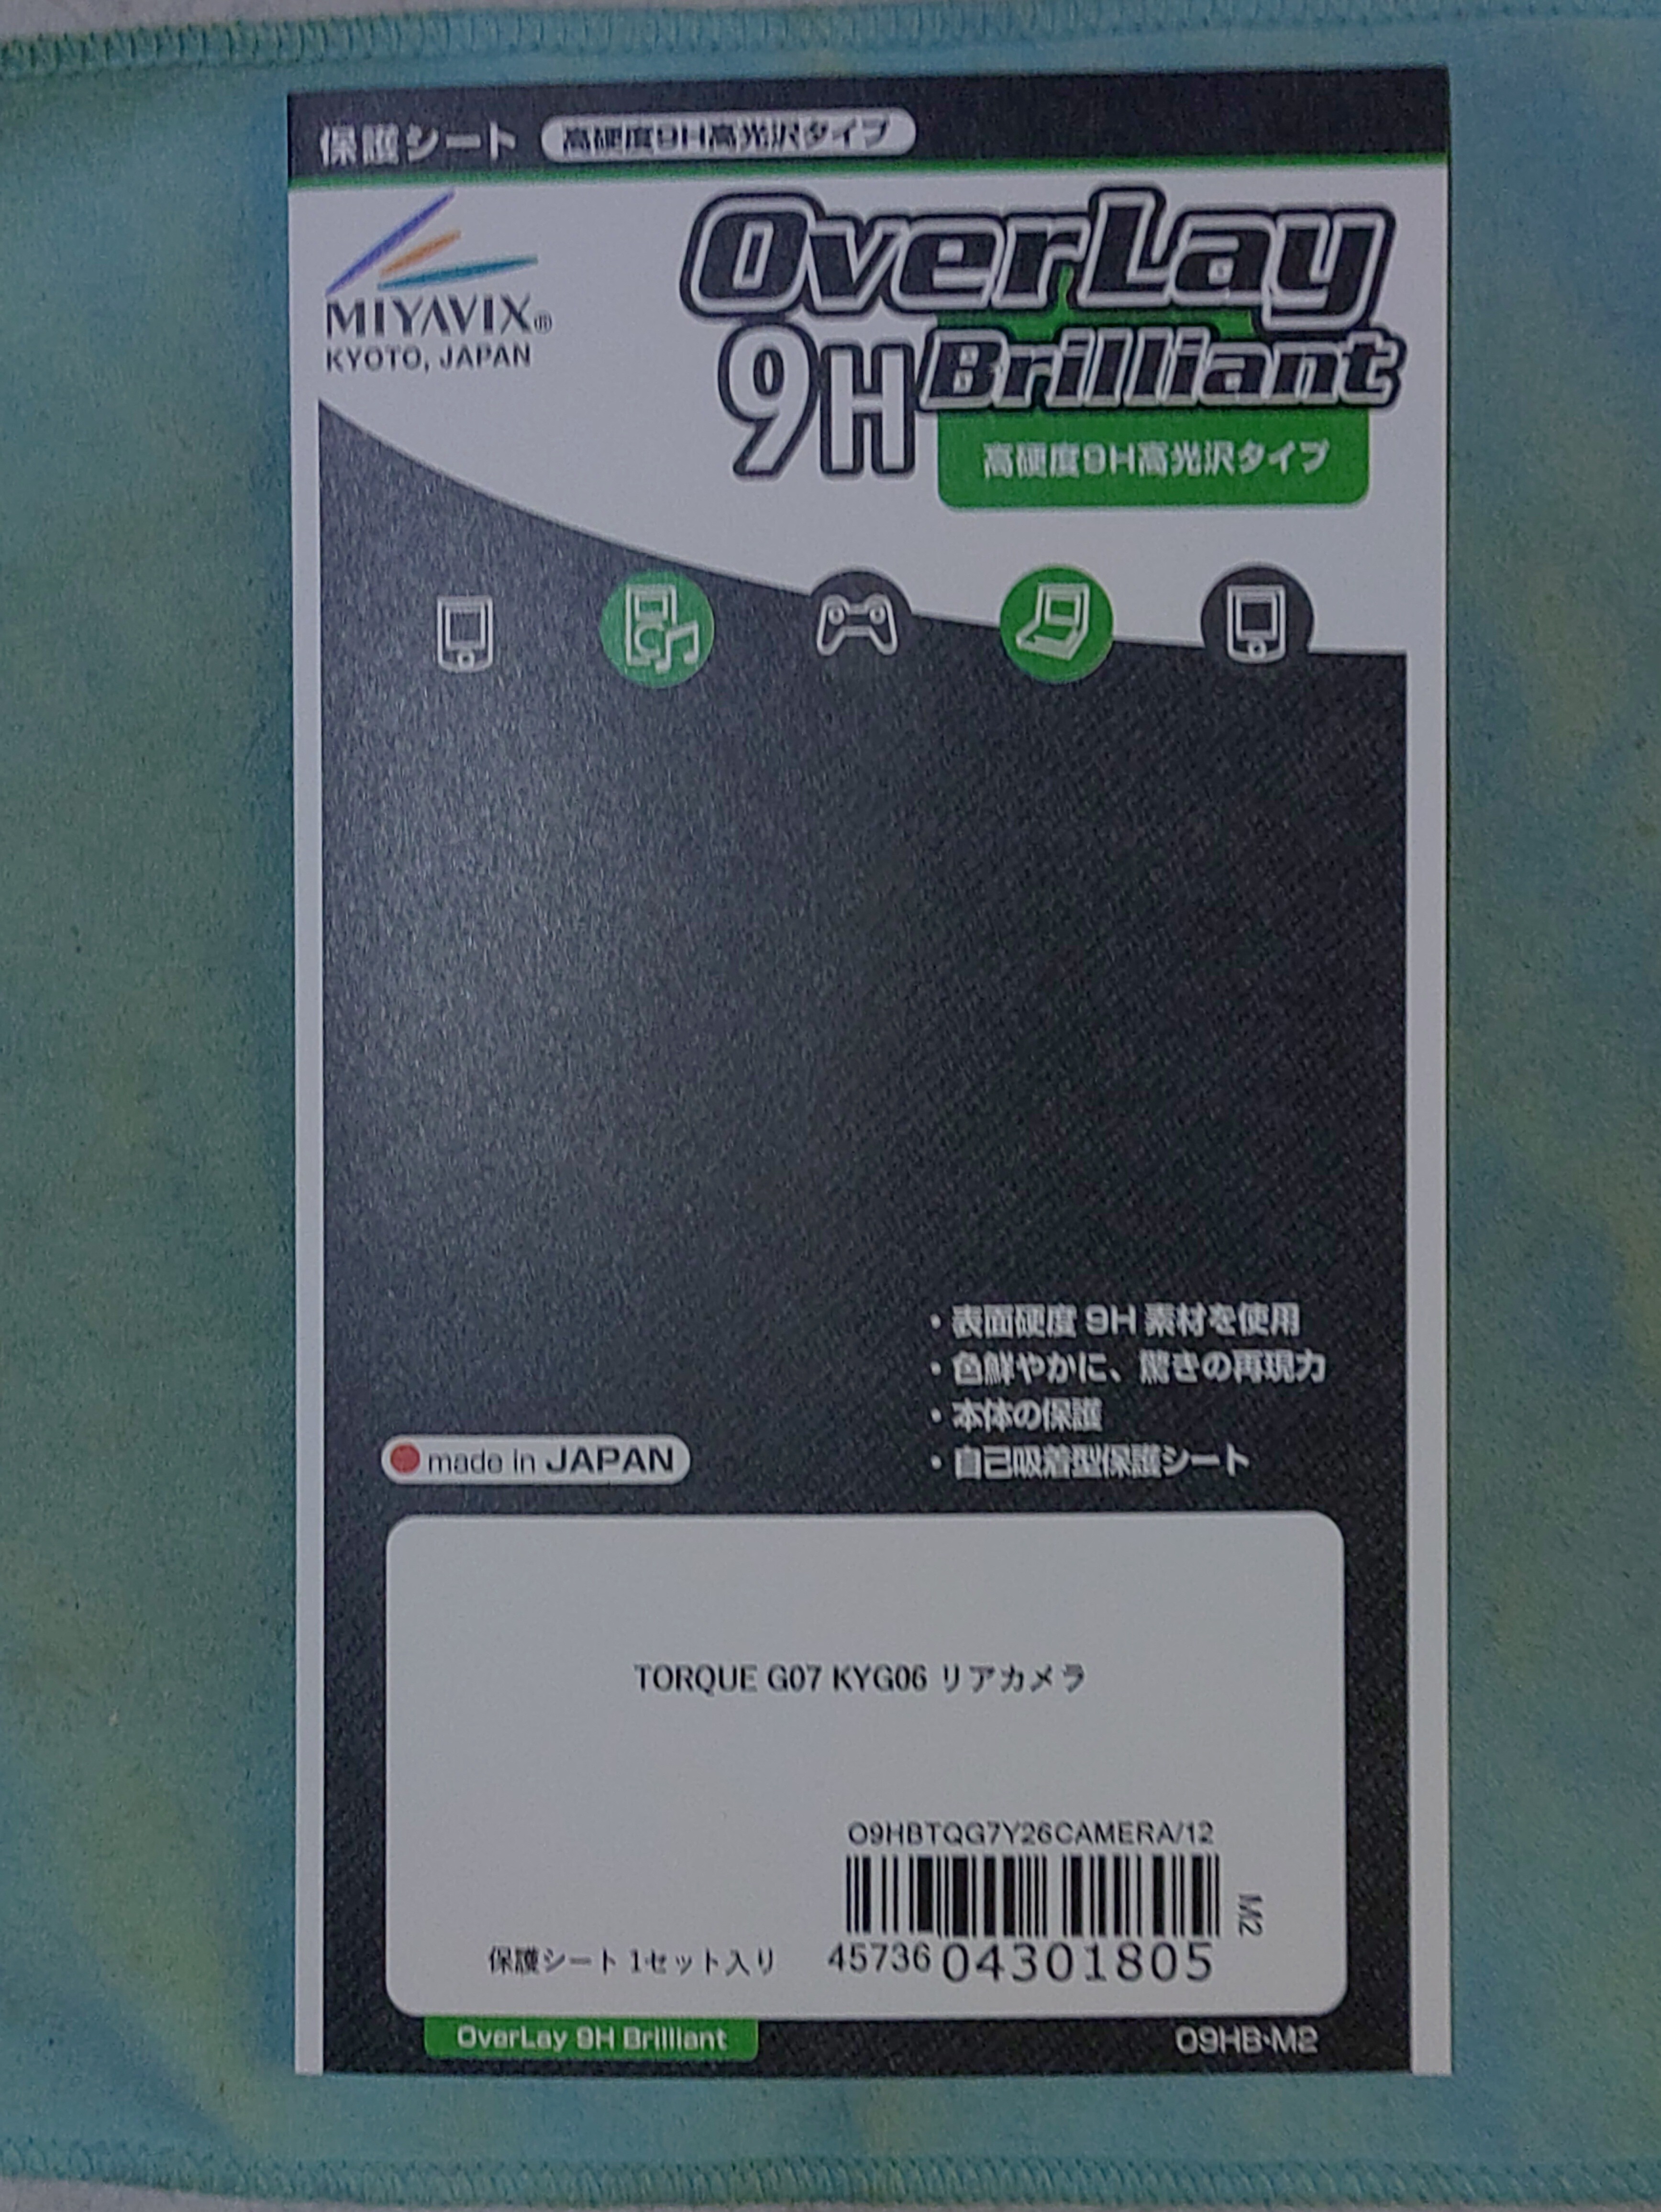 保護シート 高硬度9H高光沢タイプ
MIYAVIX®
KYOTO, JAPAN
OverLay
9H Brilliant
高硬度9H高光沢タイプ
・表面硬度 9H 素材を使用
・色鮮やかに、驚きの再現力
・本体の保護
・自己吸着型保護シート
made in JAPAN
TORQUE G07 KYG06 リアカメラ
O9HBTQG7Y26CAMERA/12
M2
保護シート 1セット入り
4573604301805
OverLay 9H Brilliant
O9HB-M2